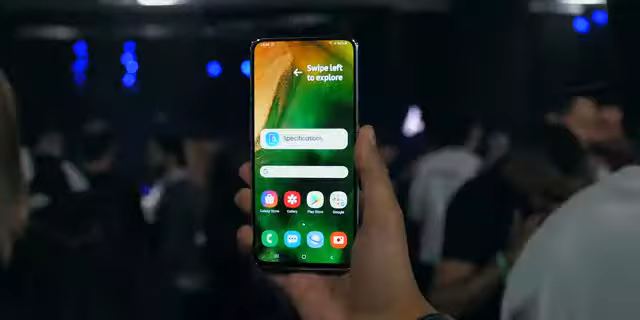 Swipe left
to explore
Specifications
Galaxy Store
Gallery
Play Store
Google